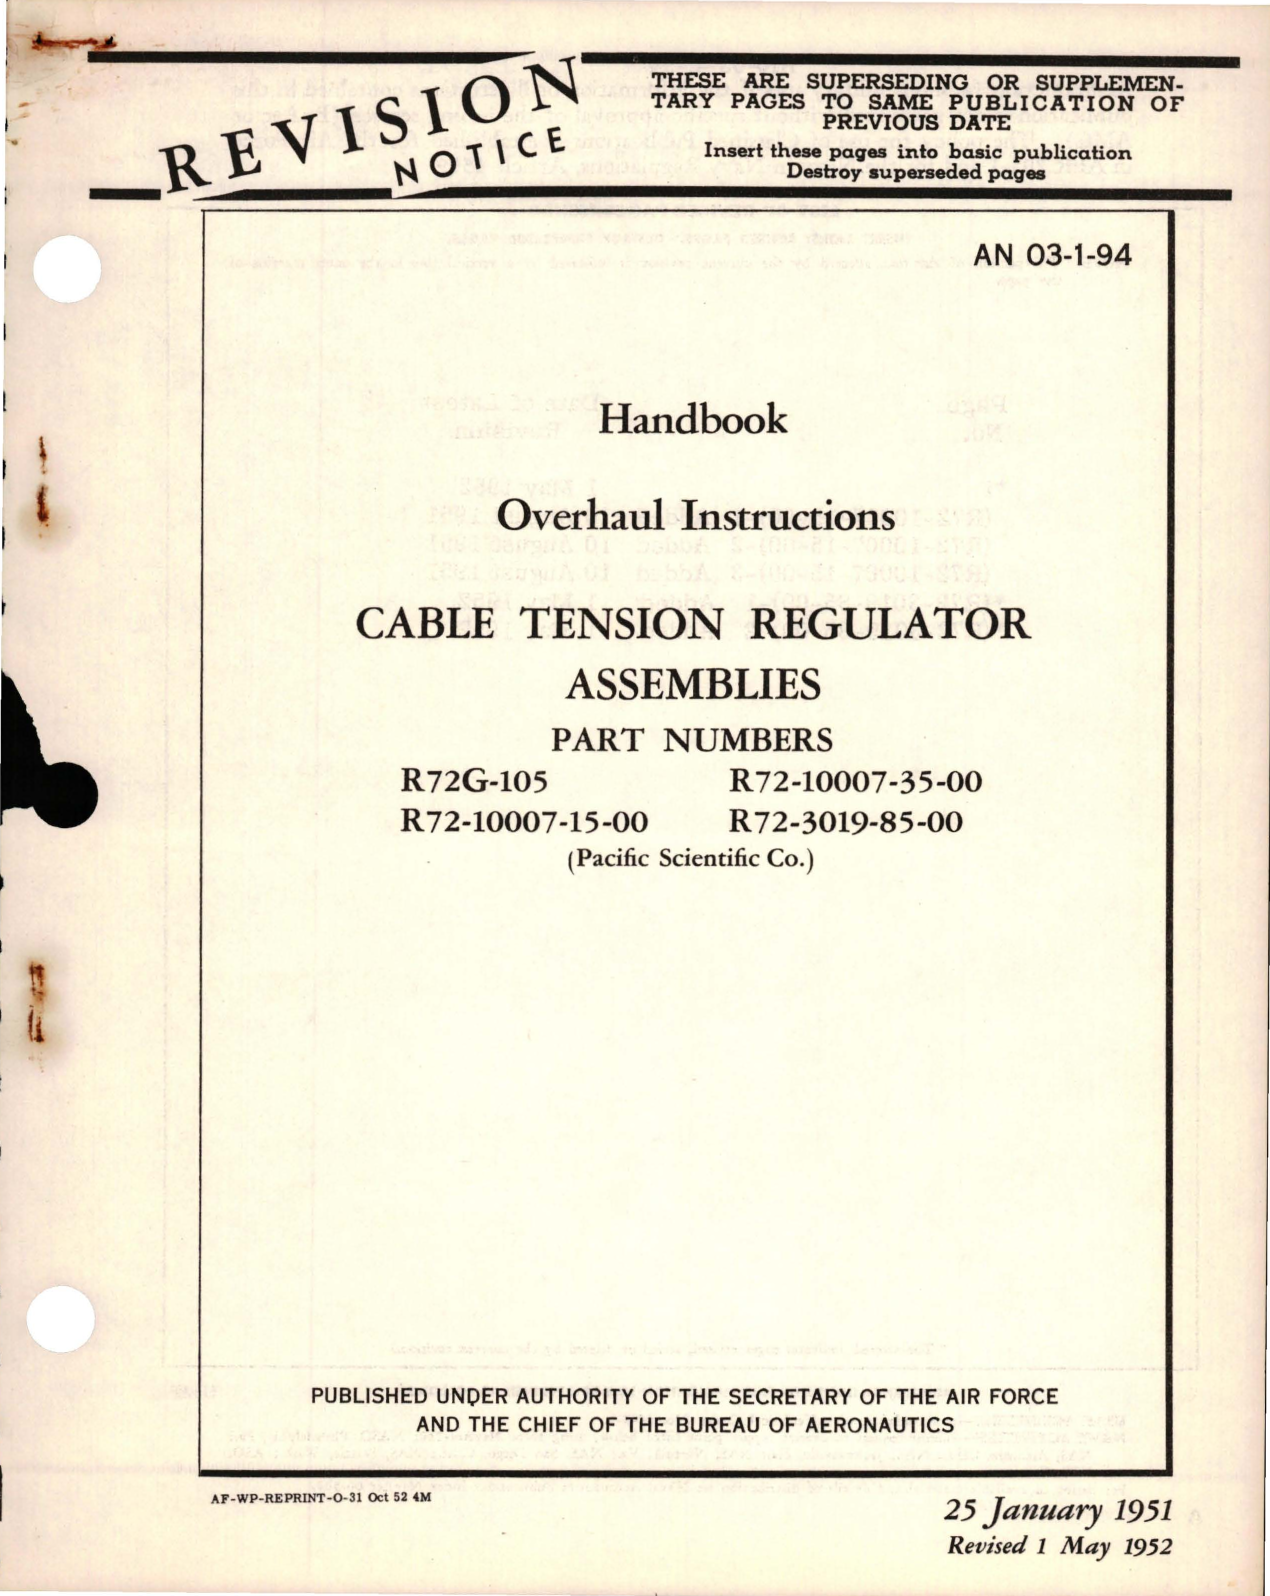 REVISION
NOTICE
THESE ARE SUPERSEDING OR SUPPLEMEN-
TARY PAGES TO SAME PUBLICATION OF
PREVIOUS DATE
Insert these pages into basic publication
Destroy superseded pages
AN 03-1-94
Handbook
Overhaul Instructions
CABLE TENSION REGULATOR
ASSEMBLIES
PART NUMBERS
R72G-105 R72-10007-35-00
R72-10007-15-00 R72-3019-85-00
(Pacific Scientific Co.)
PUBLISHED UNDER AUTHORITY OF THE SECRETARY OF THE AIR FORCE
AND THE CHIEF OF THE BUREAU OF AERONAUTICS
AF-WP-REPRINT-O-31 Oct 52 4M
25 January 1951
Revised 1 May 1952